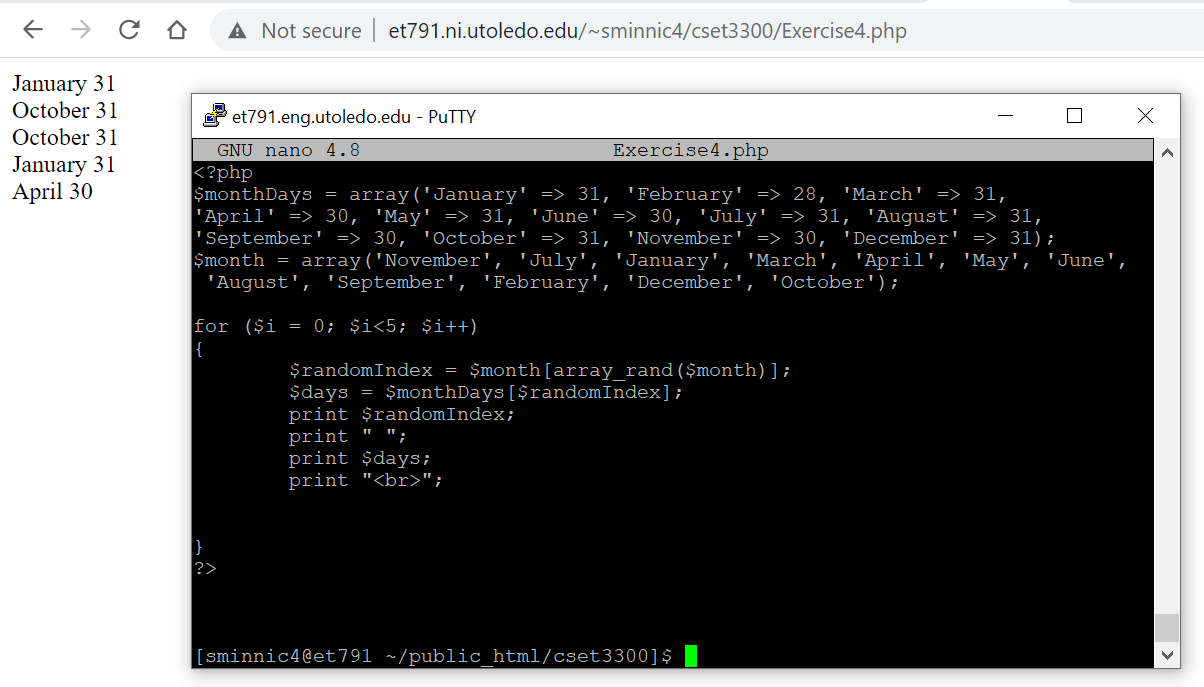 Not secure | et791.ni.utoledo.edu/~sminnic4/cset3300/Exercise4.php
January 31
October 31
October 31
January 31
April 30
et791.eng.utoledo.edu - PuTTY
GNU nano 4.8 Exercise4.php
<?php
$monthDays = array('January' => 31, 'February' => 28, 'March' => 31,
'April' => 30, 'May' => 31, 'June' => 30, 'July' => 31, 'August' => 31,
'September' => 30, 'October' => 31, 'November' => 30, 'December' => 31);
$month = array('November', 'July', 'January', 'March', 'April', 'May', 'June',
 'August', 'September', 'February', 'December', 'October');
for ($i = 0; $i<5; $i++)
{
        $randomIndex = $month[array_rand($month)];
        $days = $monthDays[$randomIndex];
        print $randomIndex;
        print " ";
        print $days;
        print "<br>";
}
?>
[sminnic4@et791 ~/public_html/cset3300]$